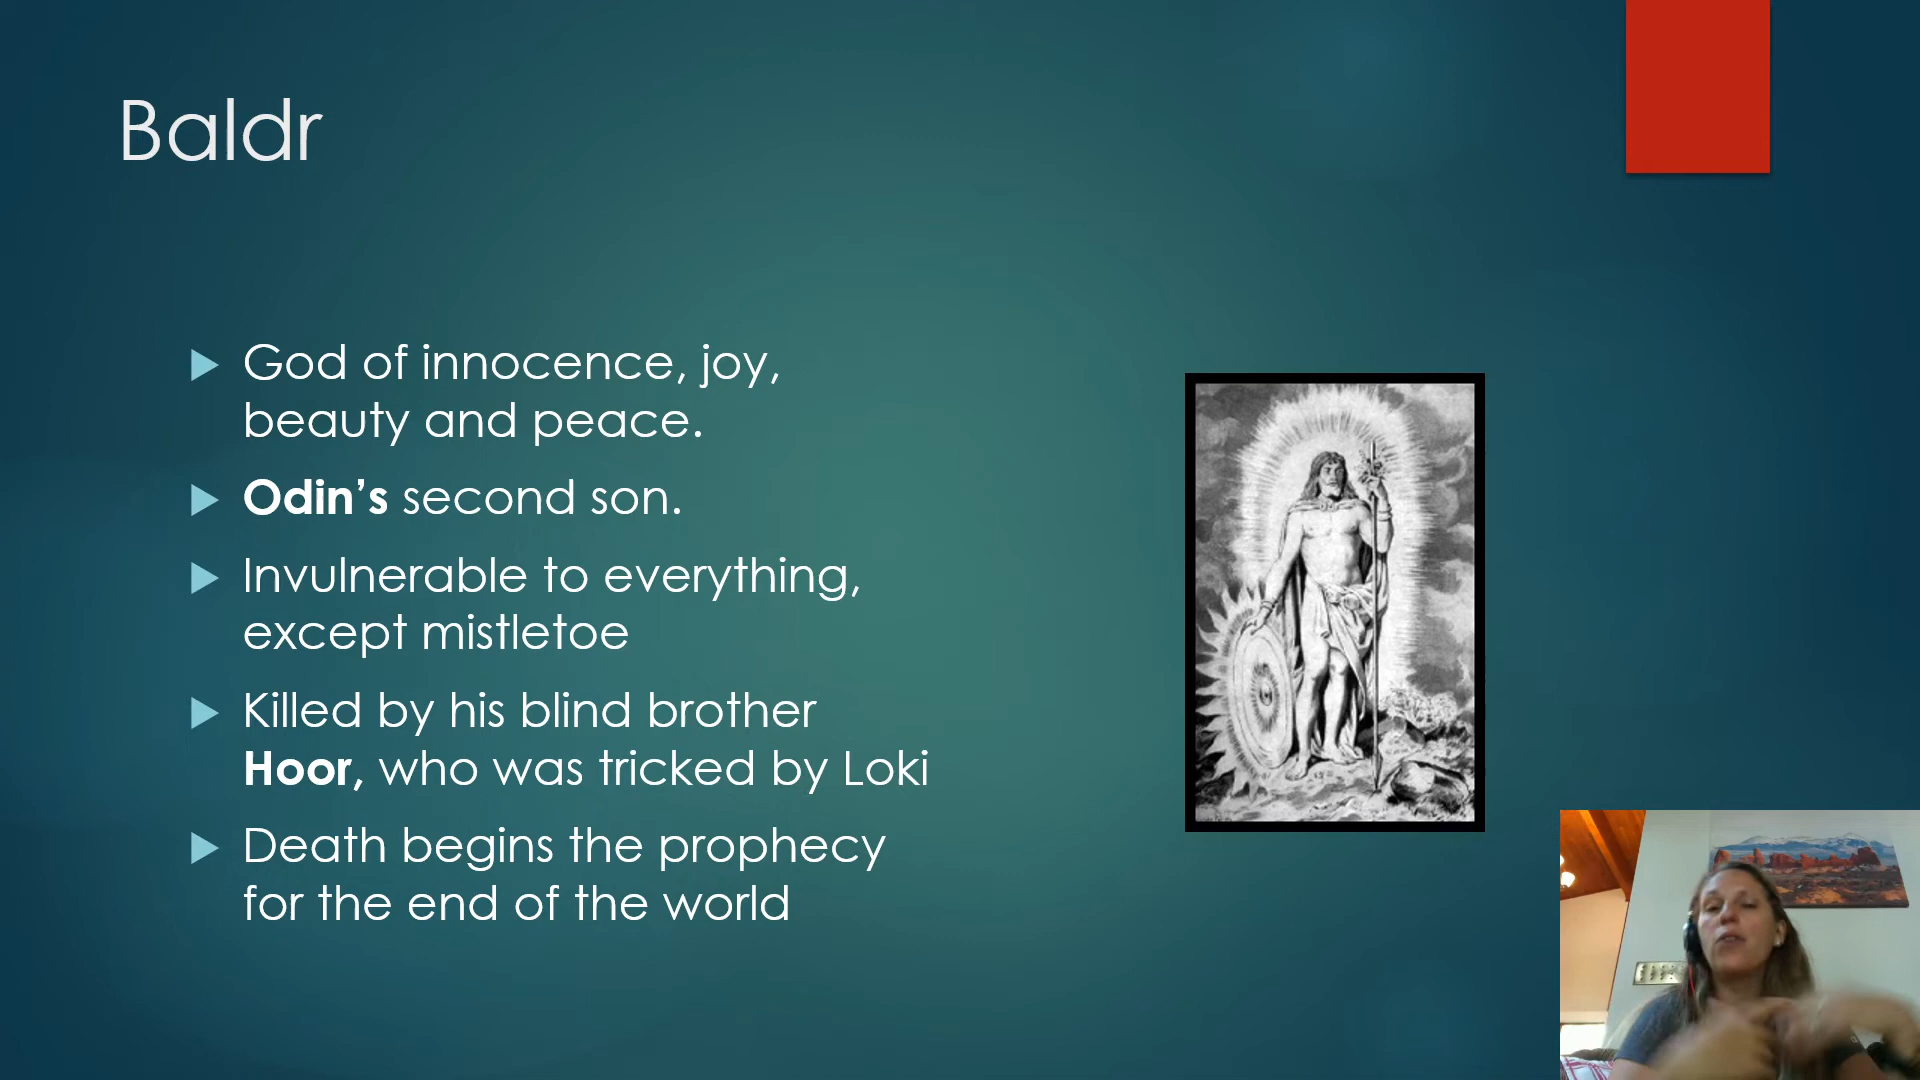 Baldr
God of innocence, joy,
beauty and peace.
Odin’s second son.
Invulnerable to everything,
except mistletoe
Killed by his blind brother
Hoor, who was tricked by Loki
Death begins the prophecy
for the end of the world